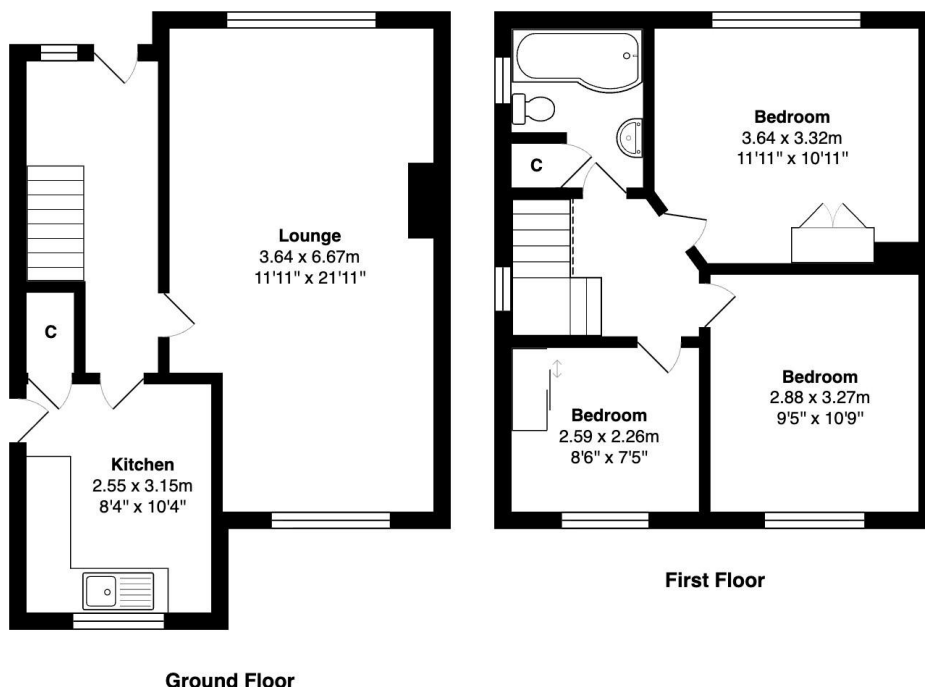 Lounge
3.64 x 6.67m
11'11" x 21'11"
C
Kitchen
2.55 x 3.15m
8'4" x 10'4"
Ground Floor
Bedroom
3.64 x 3.32m
11'11" x 10'11"
C
Bedroom
2.88 x 3.27m
9'5" x 10'9"
Bedroom
2.59 x 2.26m
8'6" x 7'5"
First Floor